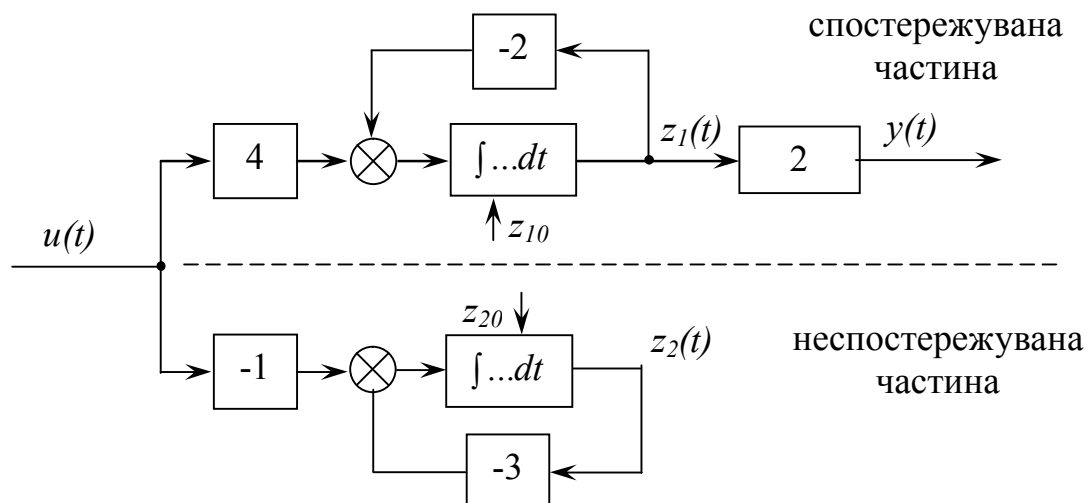 спостережувана
частина
-2
4
∫ ...dt
z₁(t)
2
y(t)
z₁₀
u(t)
z₂₀
-1
∫ ...dt
z₂(t)
неспостережувана
частина
-3